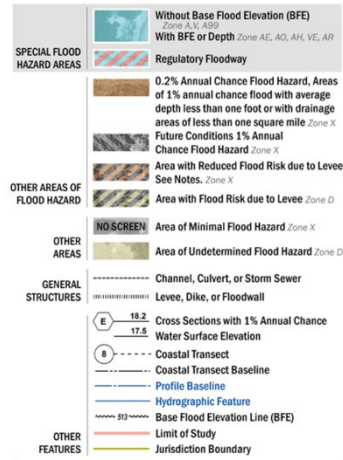 Without Base Flood Elevation (BFE)
Zone A,V, A99
With BFE or Depth Zone AE, AO, AH, VE, AR
SPECIAL FLOOD
HAZARD AREAS
Regulatory Floodway
0.2% Annual Chance Flood Hazard, Areas
of 1% annual chance flood with average
depth less than one foot or with drainage
areas of less than one square mile Zone X
Future Conditions 1% Annual
Chance Flood Hazard Zone X
Area with Reduced Flood Risk due to Levee
See Notes. Zone X
OTHER AREAS OF
FLOOD HAZARD
Area with Flood Risk due to Levee Zone D
NO SCREEN Area of Minimal Flood Hazard Zone X
OTHER
AREAS
Area of Undetermined Flood Hazard Zone D
GENERAL
STRUCTURES
Channel, Culvert, or Storm Sewer
Levee, Dike, or Floodwall
E 18.2 Cross Sections with 1% Annual Chance
17.5 Water Surface Elevation
8 Coastal Transect
Coastal Transect Baseline
Profile Baseline
Hydrographic Feature
513 Base Flood Elevation Line (BFE)
OTHER
FEATURES
Limit of Study
Jurisdiction Boundary